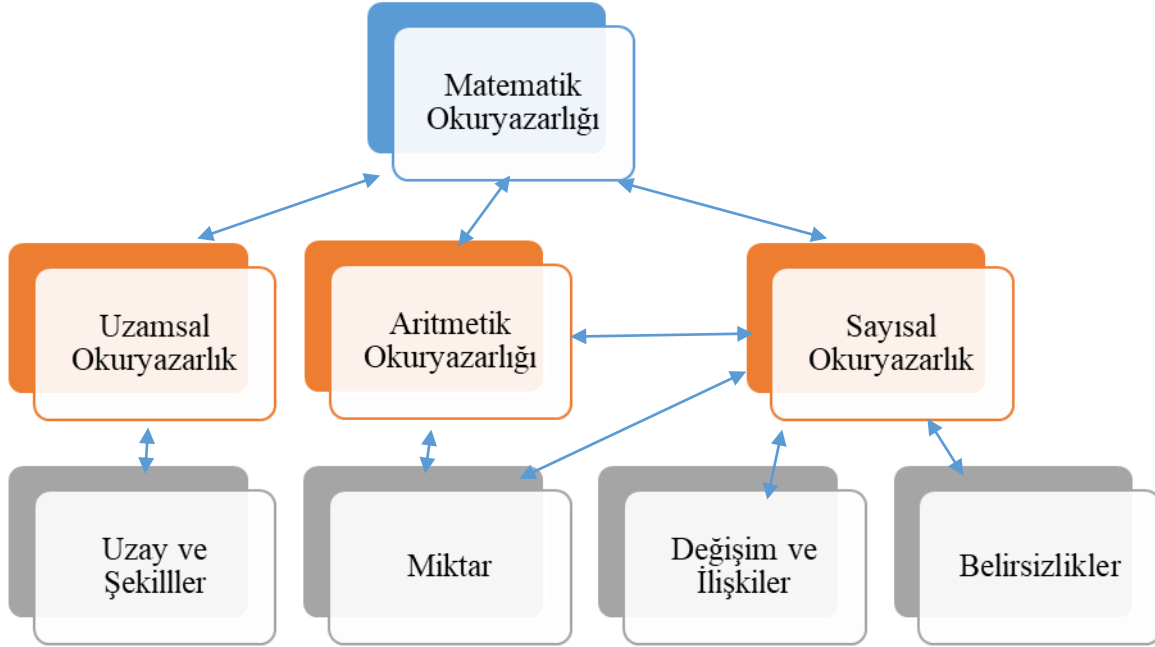 Matematik
Okuryazarlığı
Uzamsal
Okuryazarlık
Aritmetik
Okuryazarlığı
Sayısal
Okuryazarlık
Uzay ve
Şekilller
Miktar
Değişim ve
İlişkiler
Belirsizlikler